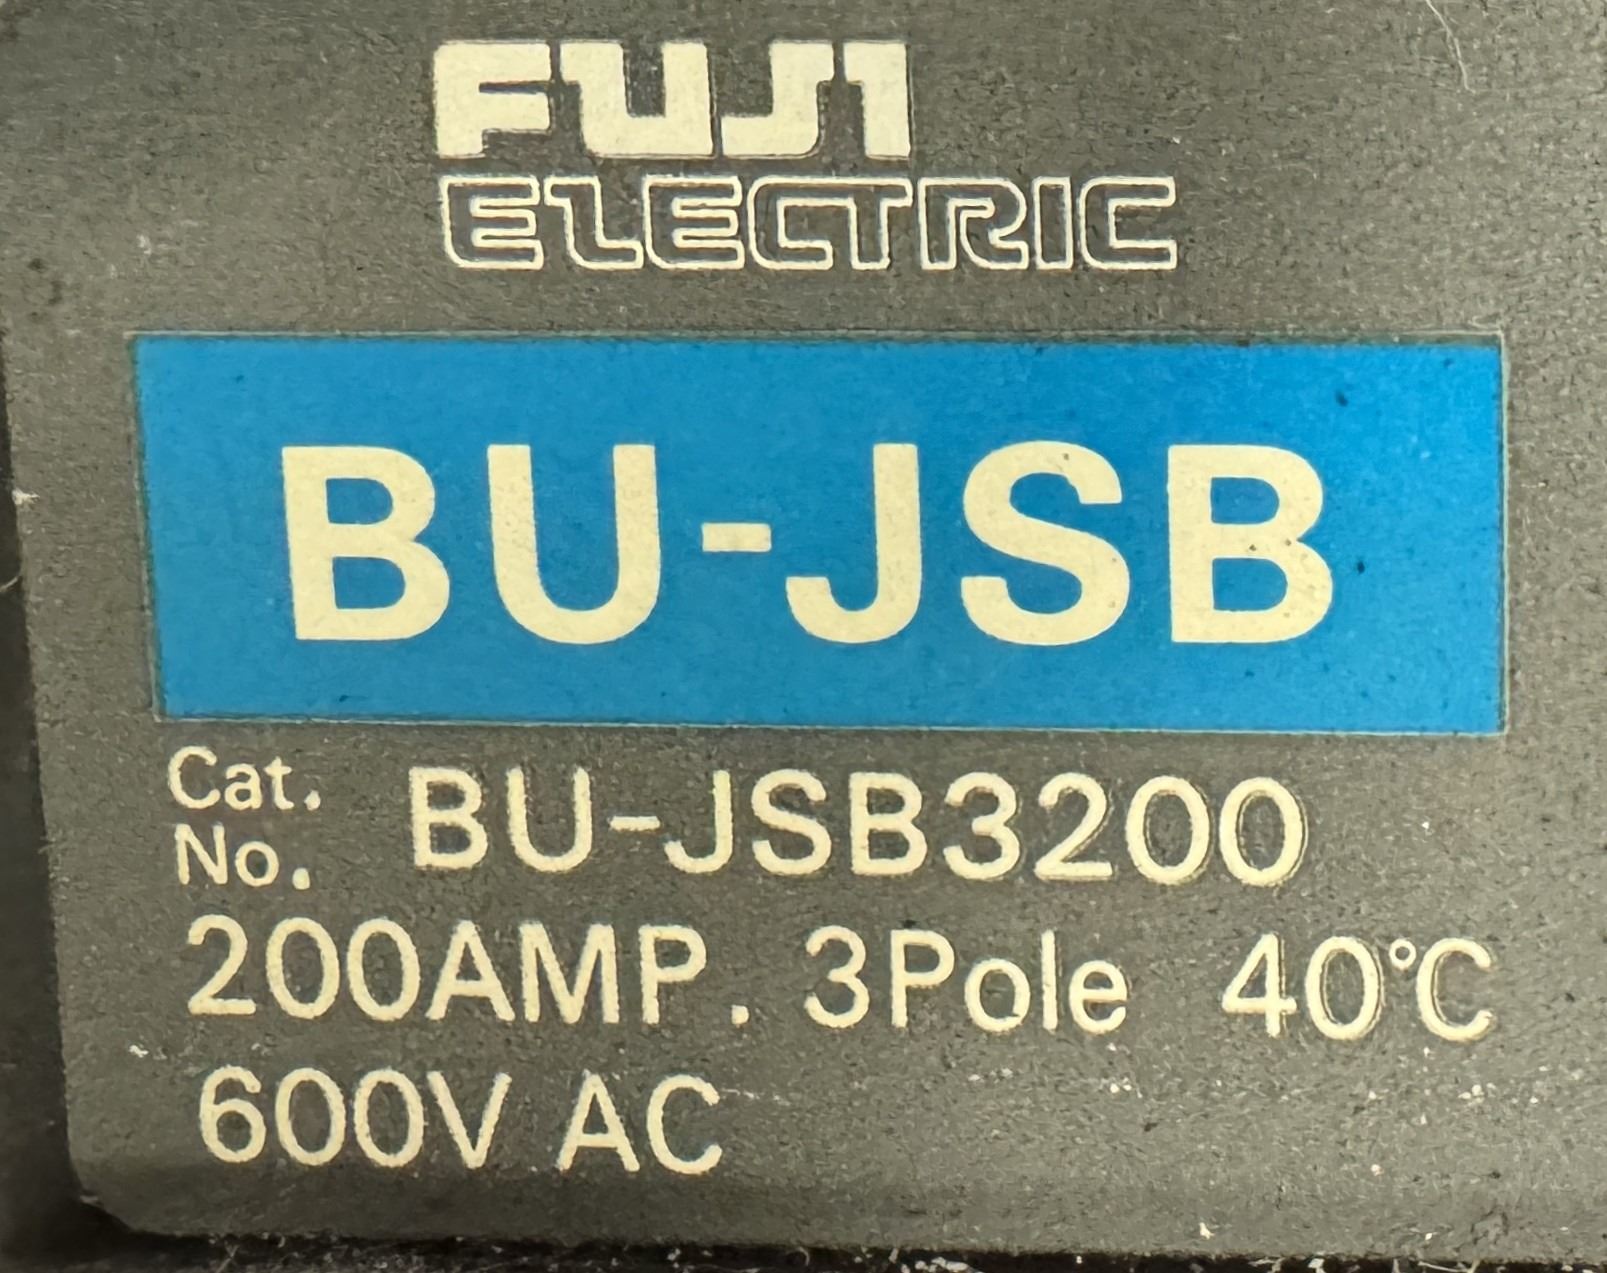 FUJI
ELECTRIC
BU-JSB
Cat.
No. BU-JSB3200
200AMP. 3Pole 40°C
600V AC